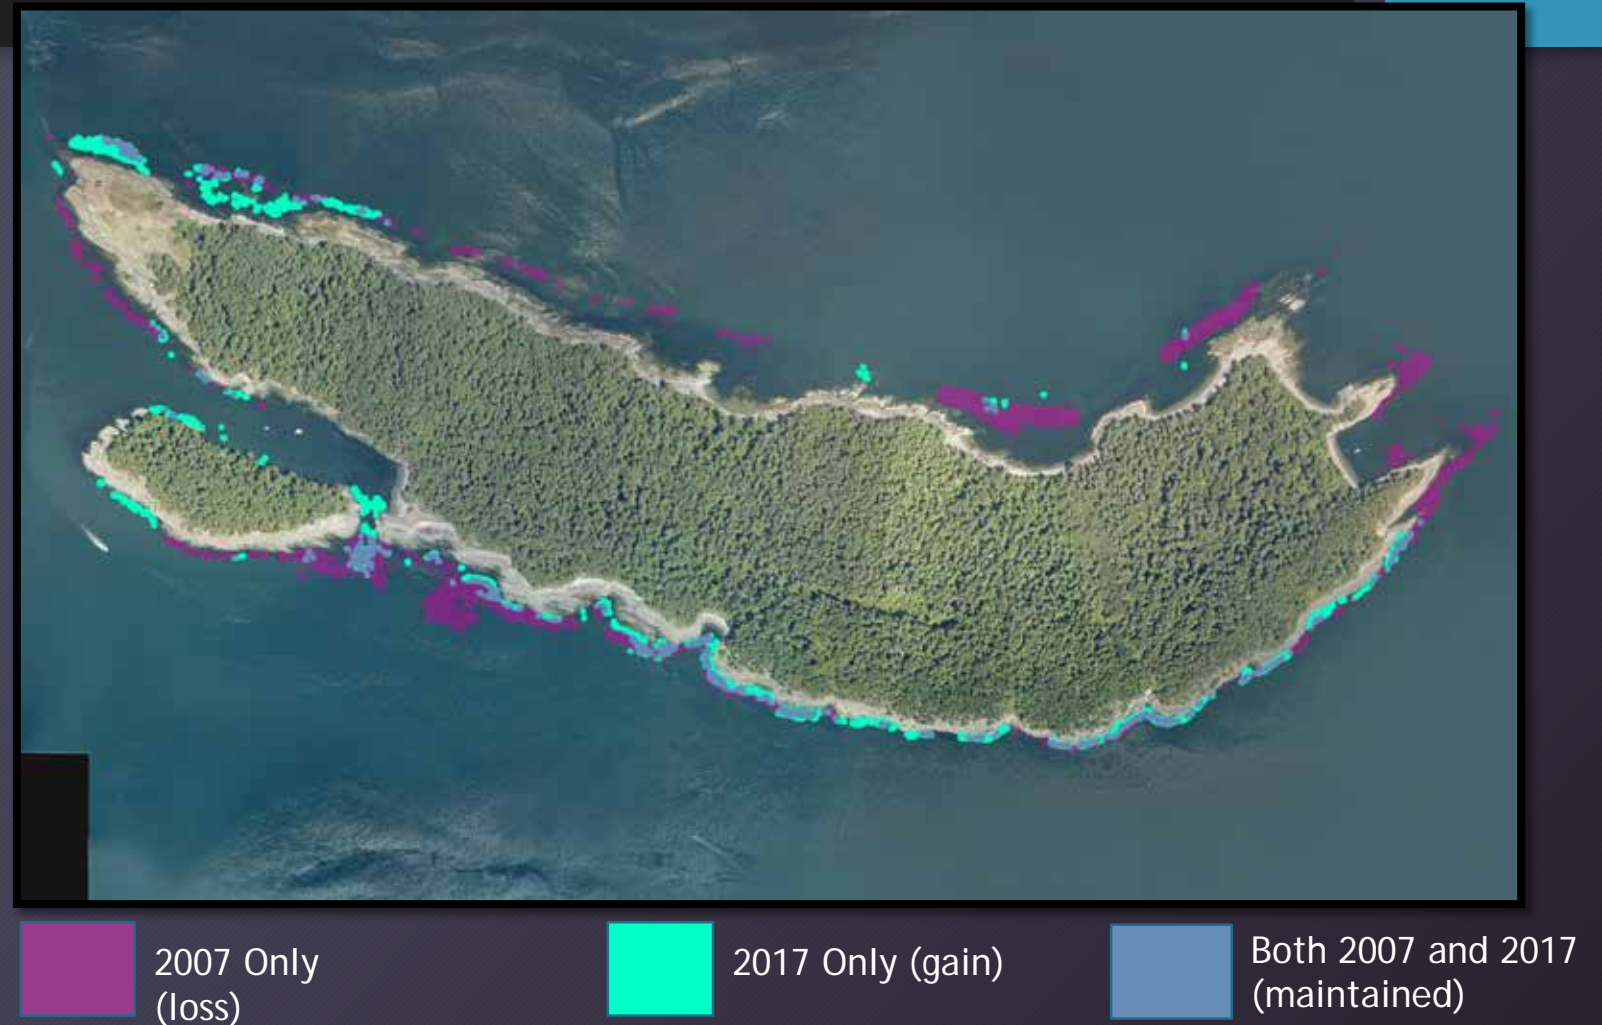 2007 Only
(loss)
2017 Only (gain)
Both 2007 and 2017
(maintained)